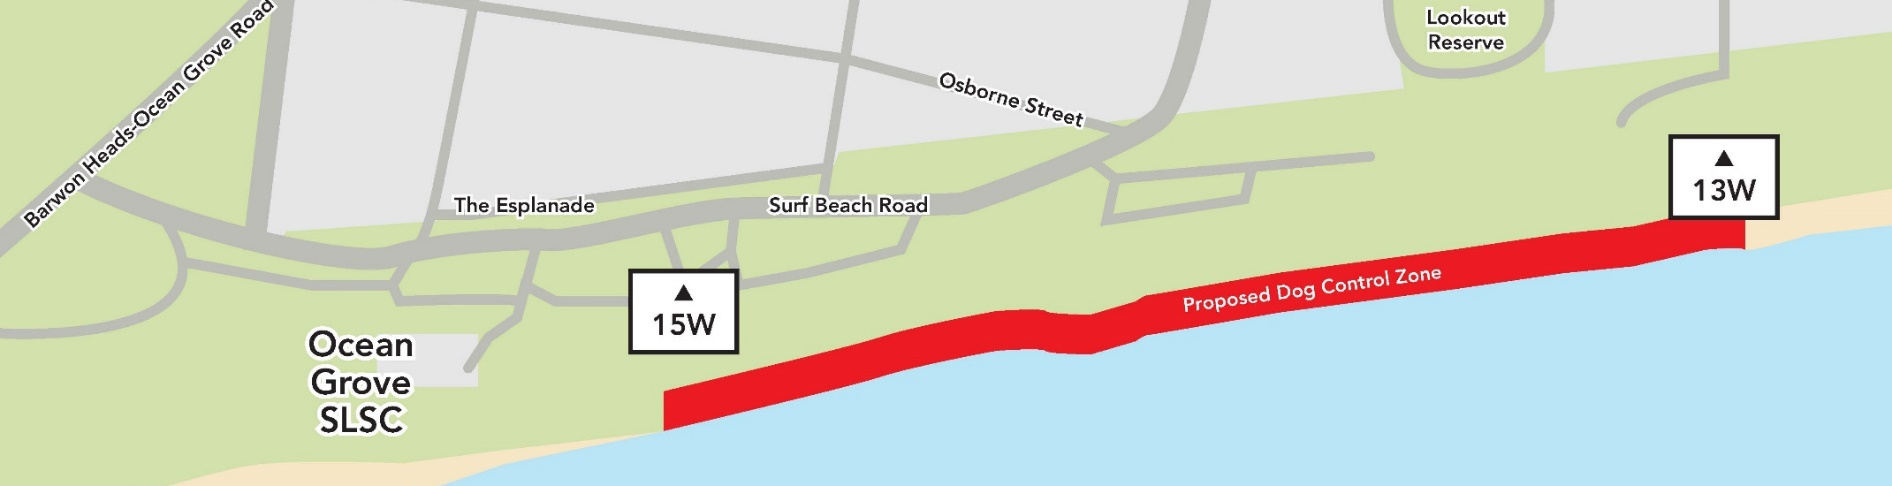 Lookout
Reserve
Barwon Heads-Ocean Grove Road
Osborne Street
13W
The Esplanade
Surf Beach Road
Proposed Dog Control Zone
15W
Ocean
Grove
SLSC